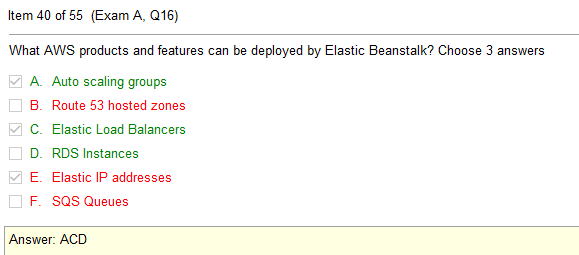 Item 40 of 55 (Exam A, Q16)
What AWS products and features can be deployed by Elastic Beanstalk? Choose 3 answers
A. Auto scaling groups
B. Route 53 hosted zones
C. Elastic Load Balancers
D. RDS Instances
E. Elastic IP addresses
F. SQS Queues
Answer: ACD